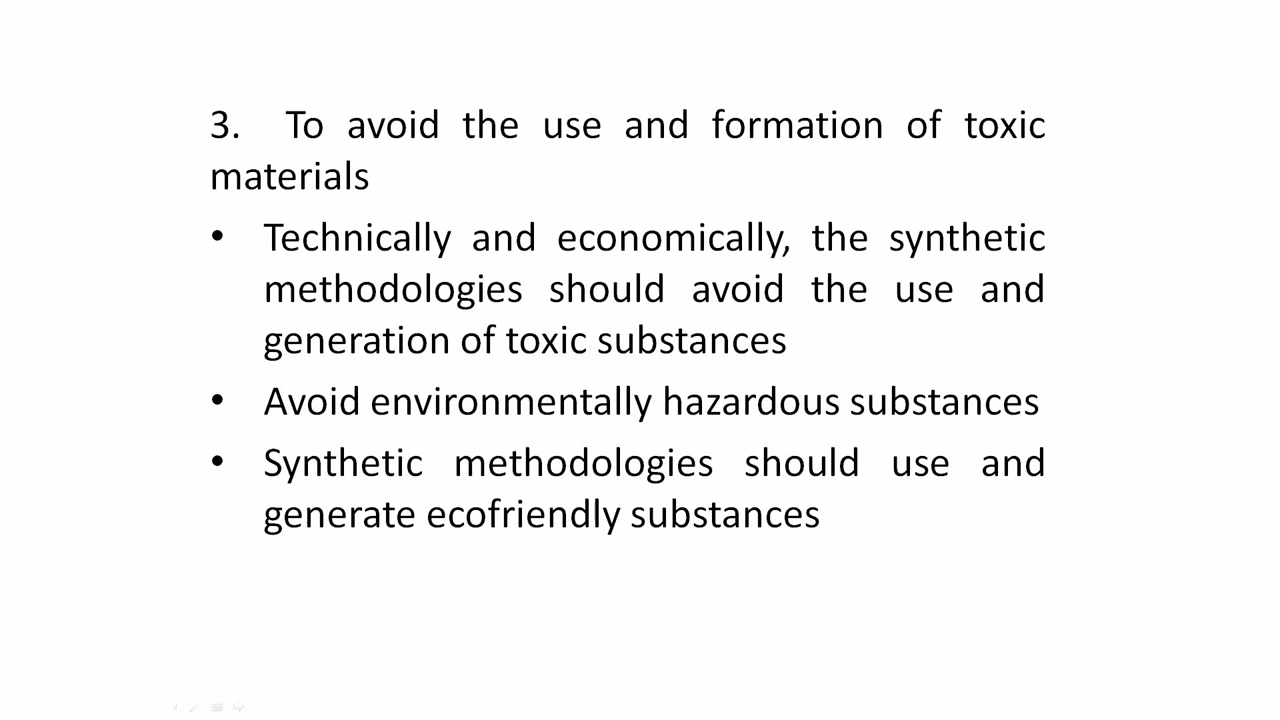 3. To avoid the use and formation of toxic
materials
• Technically and economically, the synthetic
methodologies should avoid the use and
generation of toxic substances
• Avoid environmentally hazardous substances
• Synthetic methodologies should use and
generate ecofriendly substances